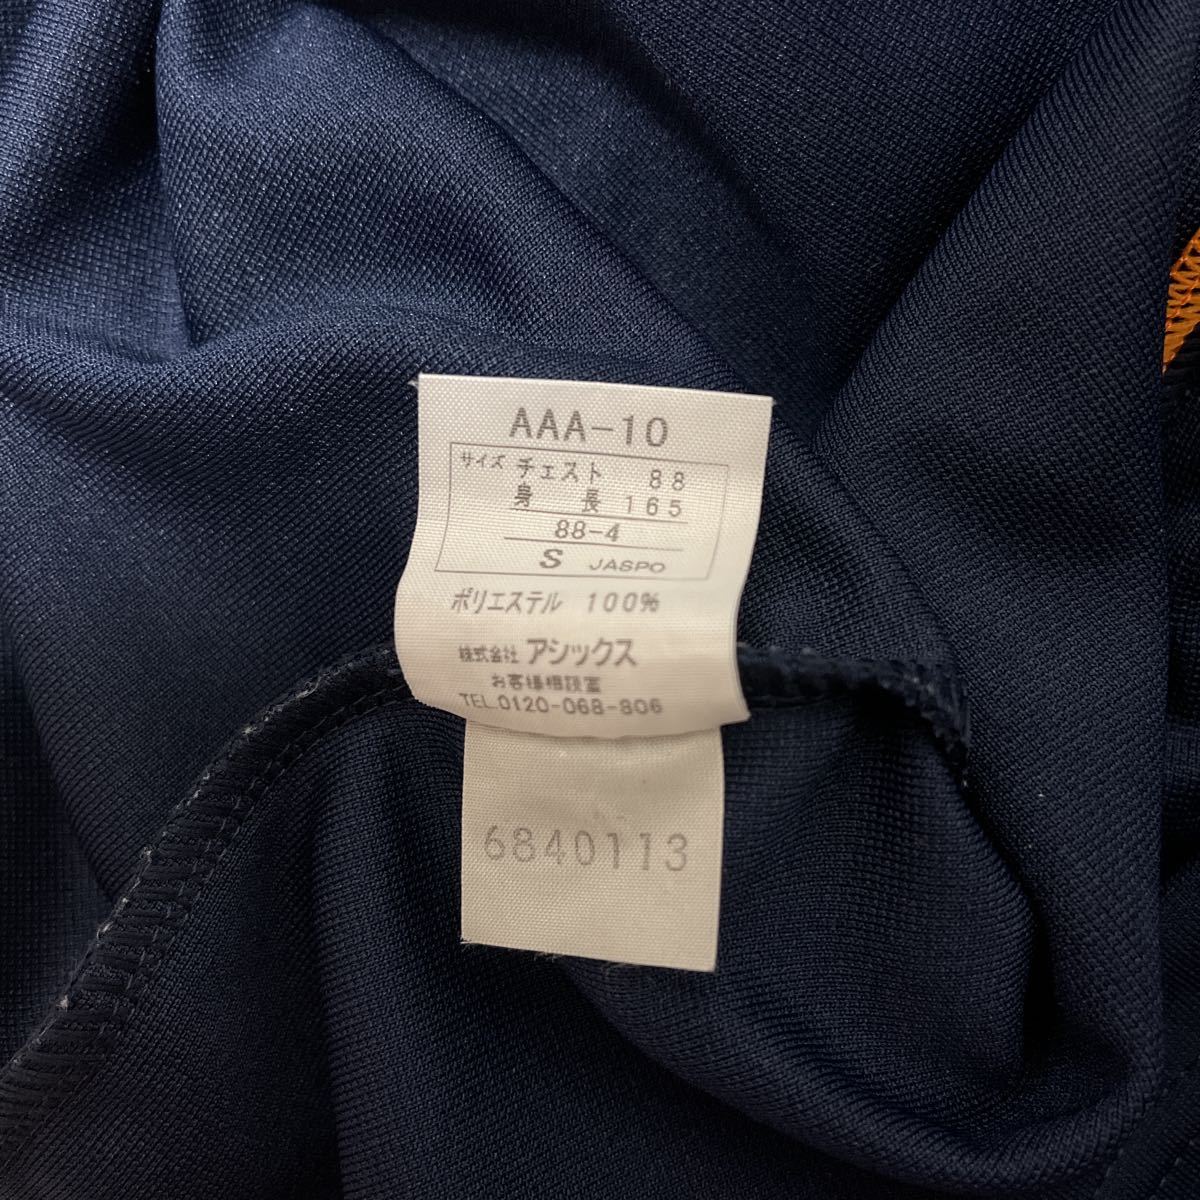 AAA-10
サイズ チェスト 88
身長 165
88-4
S JASPO
ポリエステル 100%
株式会社 アシックス
お客様相談室
TEL.0120-068-806
6840113